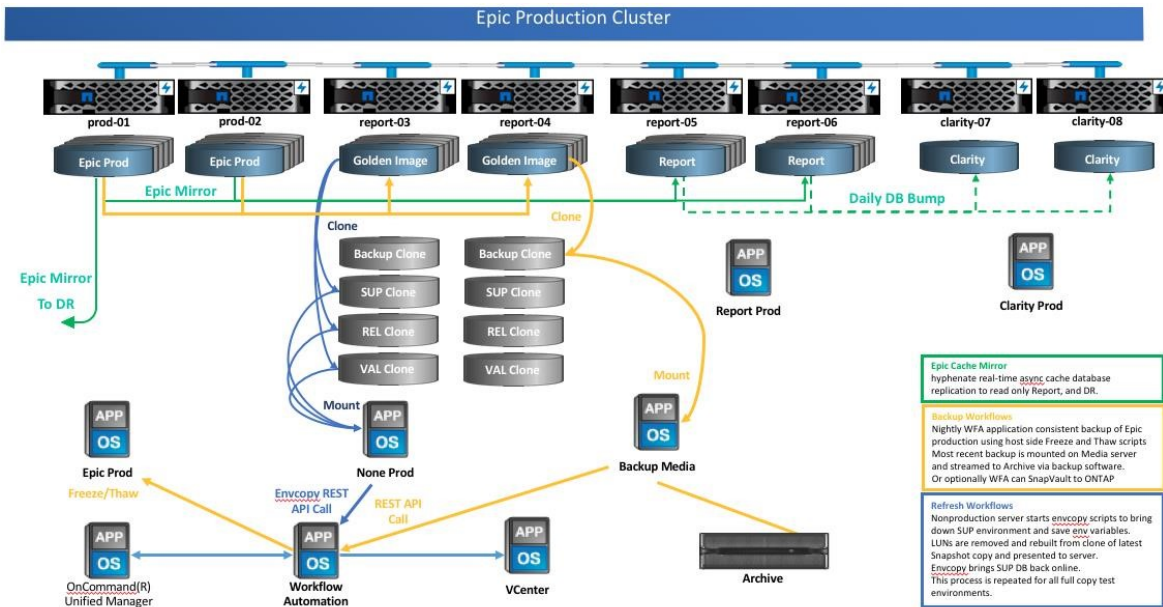 Epic Production Cluster
prod-01
prod-02
report-03
report-04
report-05
report-06
clarity-07
clarity-08
Epic Prod
Epic Prod
Golden Image
Golden Image
Report
Report
Clarity
Clarity
Epic Mirror
Daily DB Bump
Clone
Clone
Epic Mirror
To DR
Backup Clone
Backup Clone
SUP Clone
SUP Clone
REL Clone
REL Clone
VAL Clone
VAL Clone
APP
OS
Report Prod
APP
OS
Clarity Prod
Mount
Mount
APP
OS
Epic Prod
APP
OS
None Prod
APP
OS
Backup Media
Freeze/Thaw
Envcopy REST
API Call
REST API
Call
APP
OS
OnCommand(R)
Unified Manager
APP
OS
Workflow
Automation
APP
OS
VCenter
Archive
Epic Cache Mirror
hyphenate real-time async cache database
replication to read only Report, and DR.
Backup Workflows
Nightly WFA application consistent backup of Epic
production using host side Freeze and Thaw scripts
Most recent backup is mounted on Media server
and streamed to Archive via backup software.
Or optionally WFA can SnapVault to ONTAP
Refresh Workflows
Nonproduction server starts envcopy scripts to bring
down SUP environment and save env variables.
LUNs are removed and rebuilt from clone of latest
Snapshot copy and presented to server.
Envcopy brings SUP DB back online.
This process is repeated for all full copy test
environments.